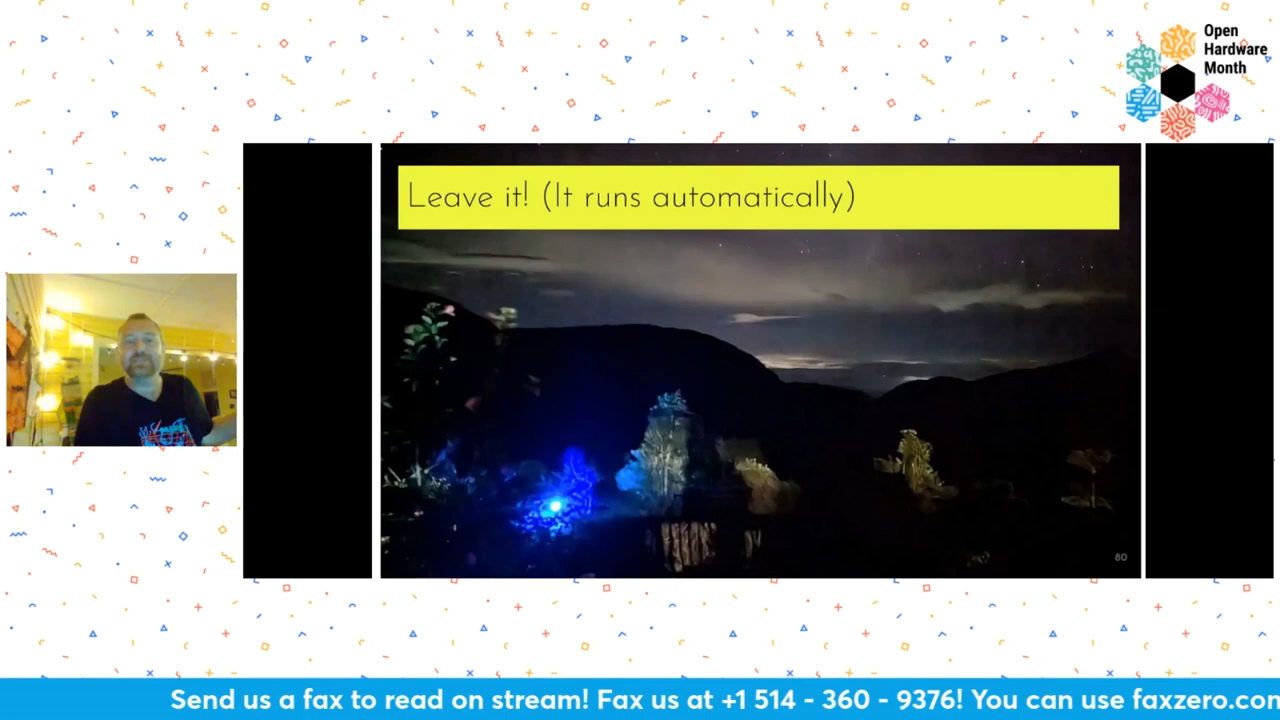 Open
Hardware
Month
Leave it! (It runs automatically)
80
Send us a fax to read on stream! Fax us at +1 514 - 360 - 9376! You can use faxzero.com